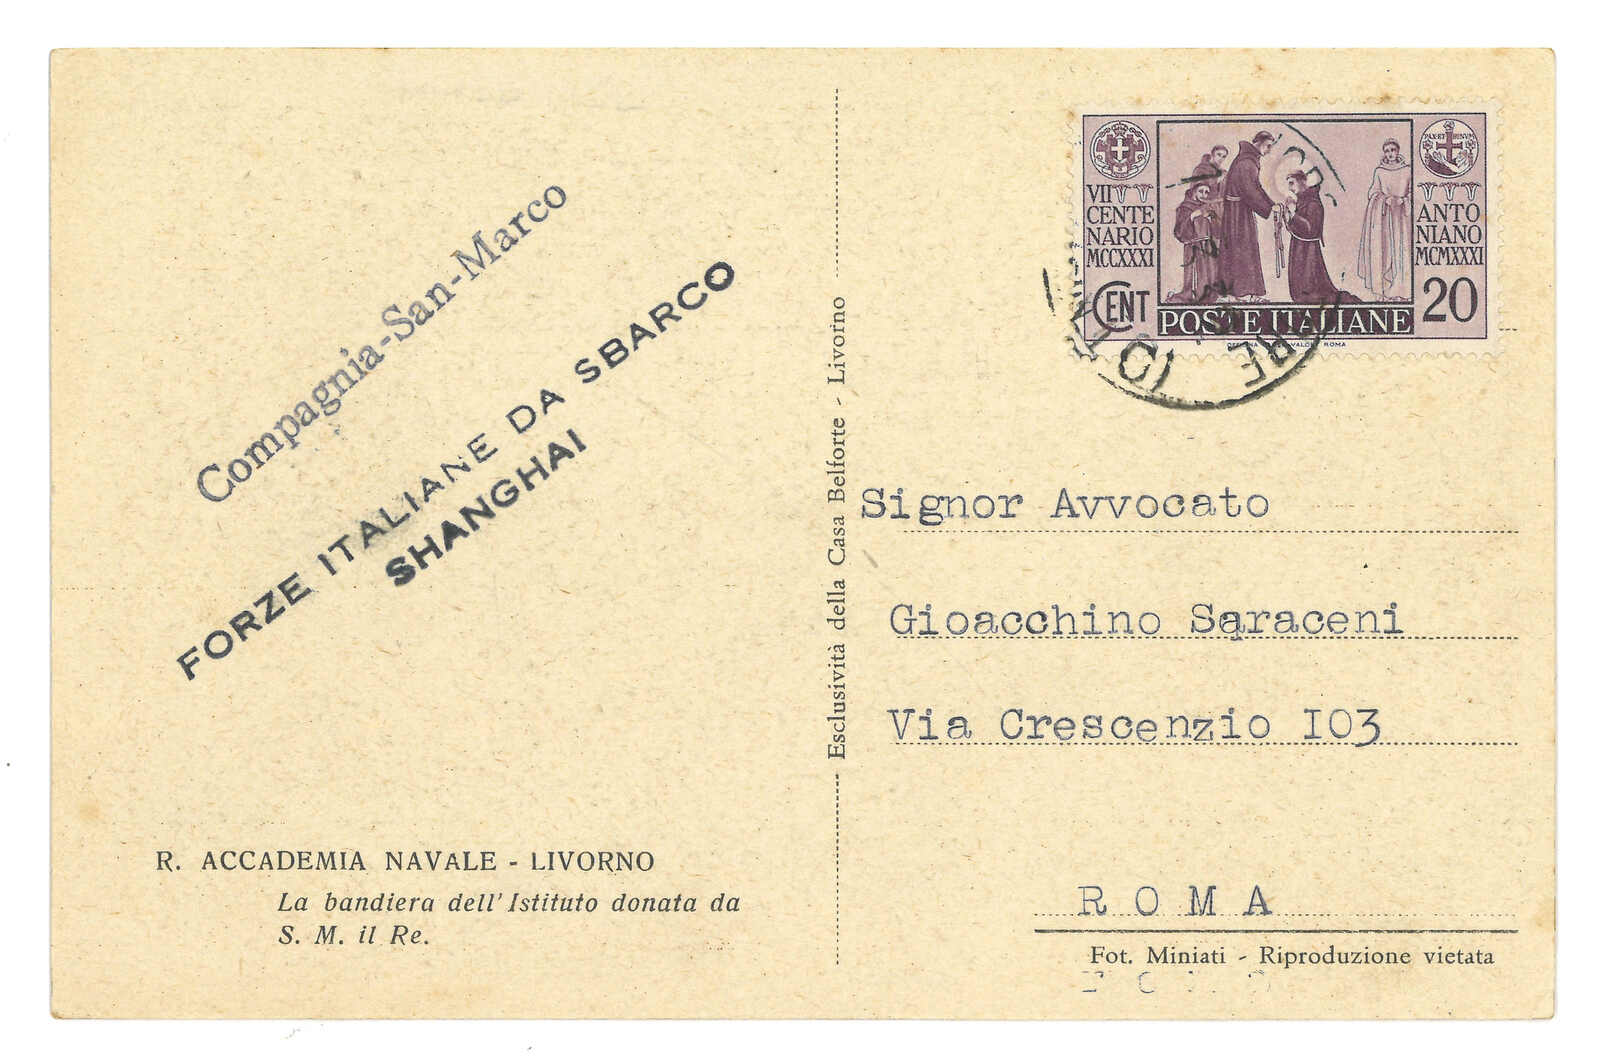 Compagnia-San-Marco
FORZE ITALIANE DA SBARCO
SHANGHAI
R. ACCADEMIA NAVALE - LIVORNO
La bandiera dell'Istituto donata da
S. M. il Re.
Esclusività della Casa Belforte - Livorno
VII
CENTE
NARIO
MCCXXXI
CENT
POSTE ITALIANE
ANTO
NIANO
MCMXXXI
20
ROMA
Signor Avvocato
Gioacchino Saraceni
Via Crescenzio I03
ROMA
Fot. Miniati - Riproduzione vietata